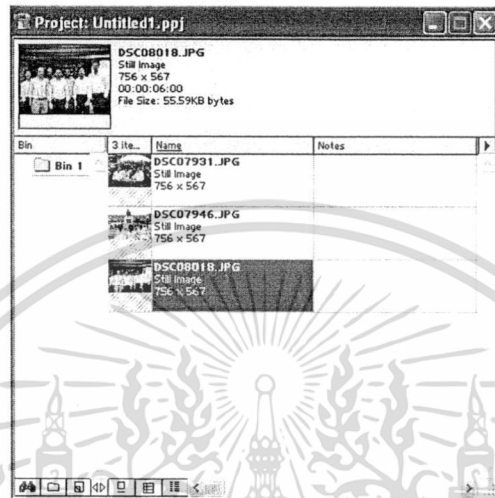 Project: Untitled1.ppj
DSC08018.JPG
Still Image
756 x 567
00:00:06:00
File Size: 55.59KB bytes
Bin
3 ite...
Name
Notes
Bin 1
DSC07931.JPG
Still Image
756 x 567
DSC07946.JPG
Still Image
756 x 567
DSC08018.JPG
Still Image
756 x 567